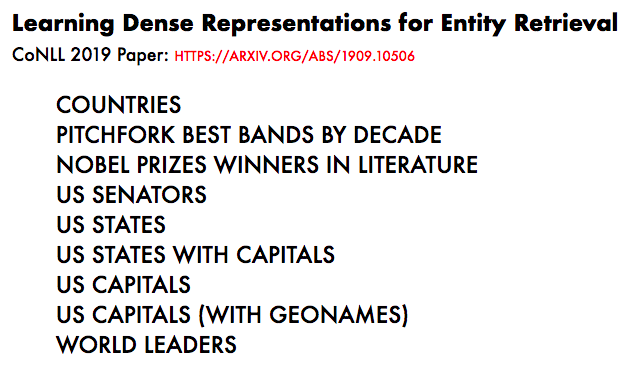 Learning Dense Representations for Entity Retrieval
CoNLL 2019 Paper: HTTPS://ARXIV.ORG/ABS/1909.10506
COUNTRIES
PITCHFORK BEST BANDS BY DECADE
NOBEL PRIZES WINNERS IN LITERATURE
US SENATORS
US STATES
US STATES WITH CAPITALS
US CAPITALS
US CAPITALS (WITH GEONAMES)
WORLD LEADERS